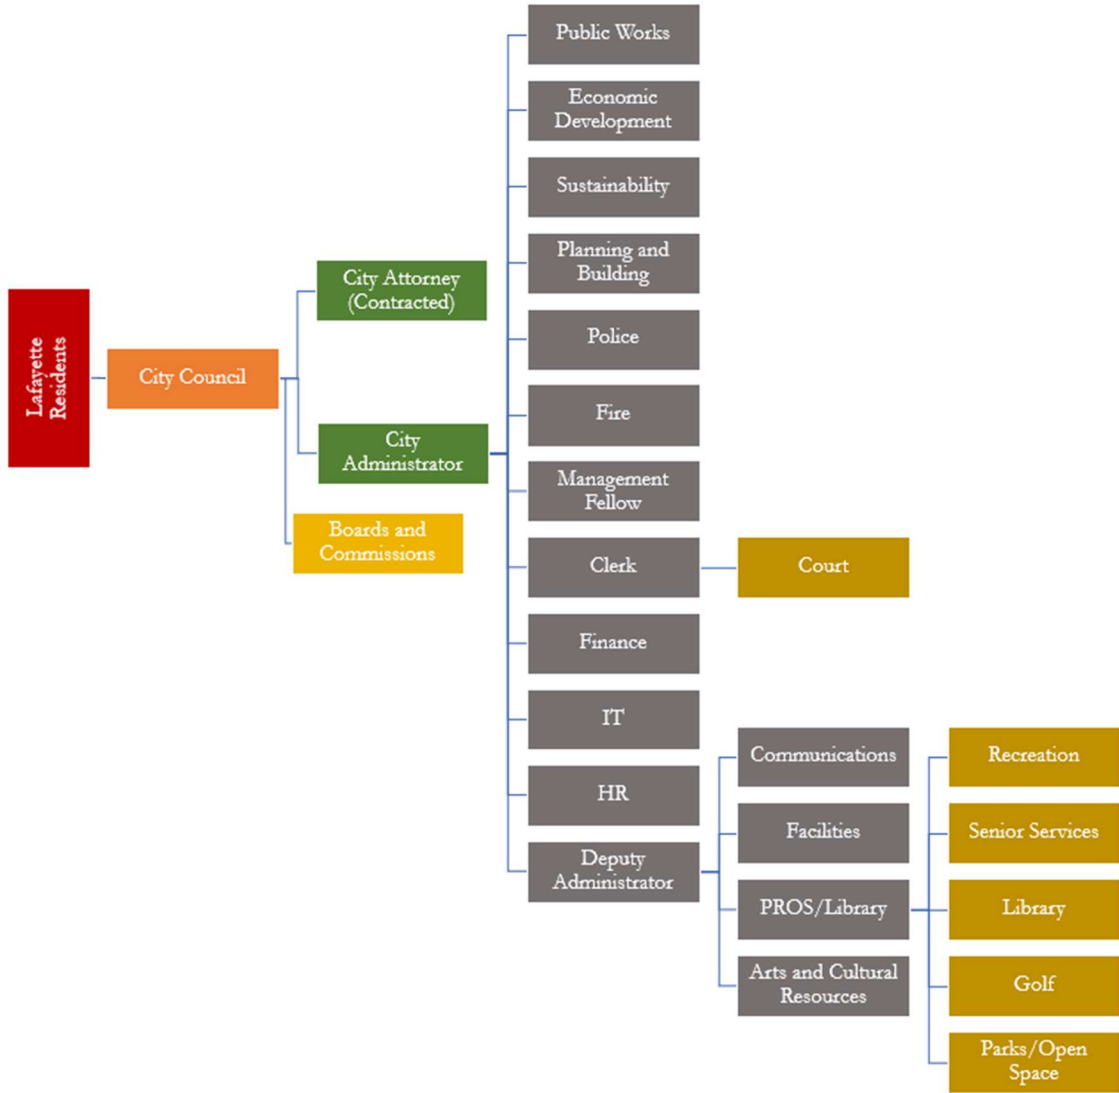 Lafayette
Residents
City Council
City Attorney
(Contracted)
City
Administrator
Boards and
Commissions
Public Works
Economic
Development
Sustainability
Planning and
Building
Police
Fire
Management
Fellow
Clerk
Court
Finance
IT
HR
Deputy
Administrator
Communications
Facilities
PROS/Library
Arts and Cultural
Resources
Recreation
Senior Services
Library
Golf
Parks/Open
Space